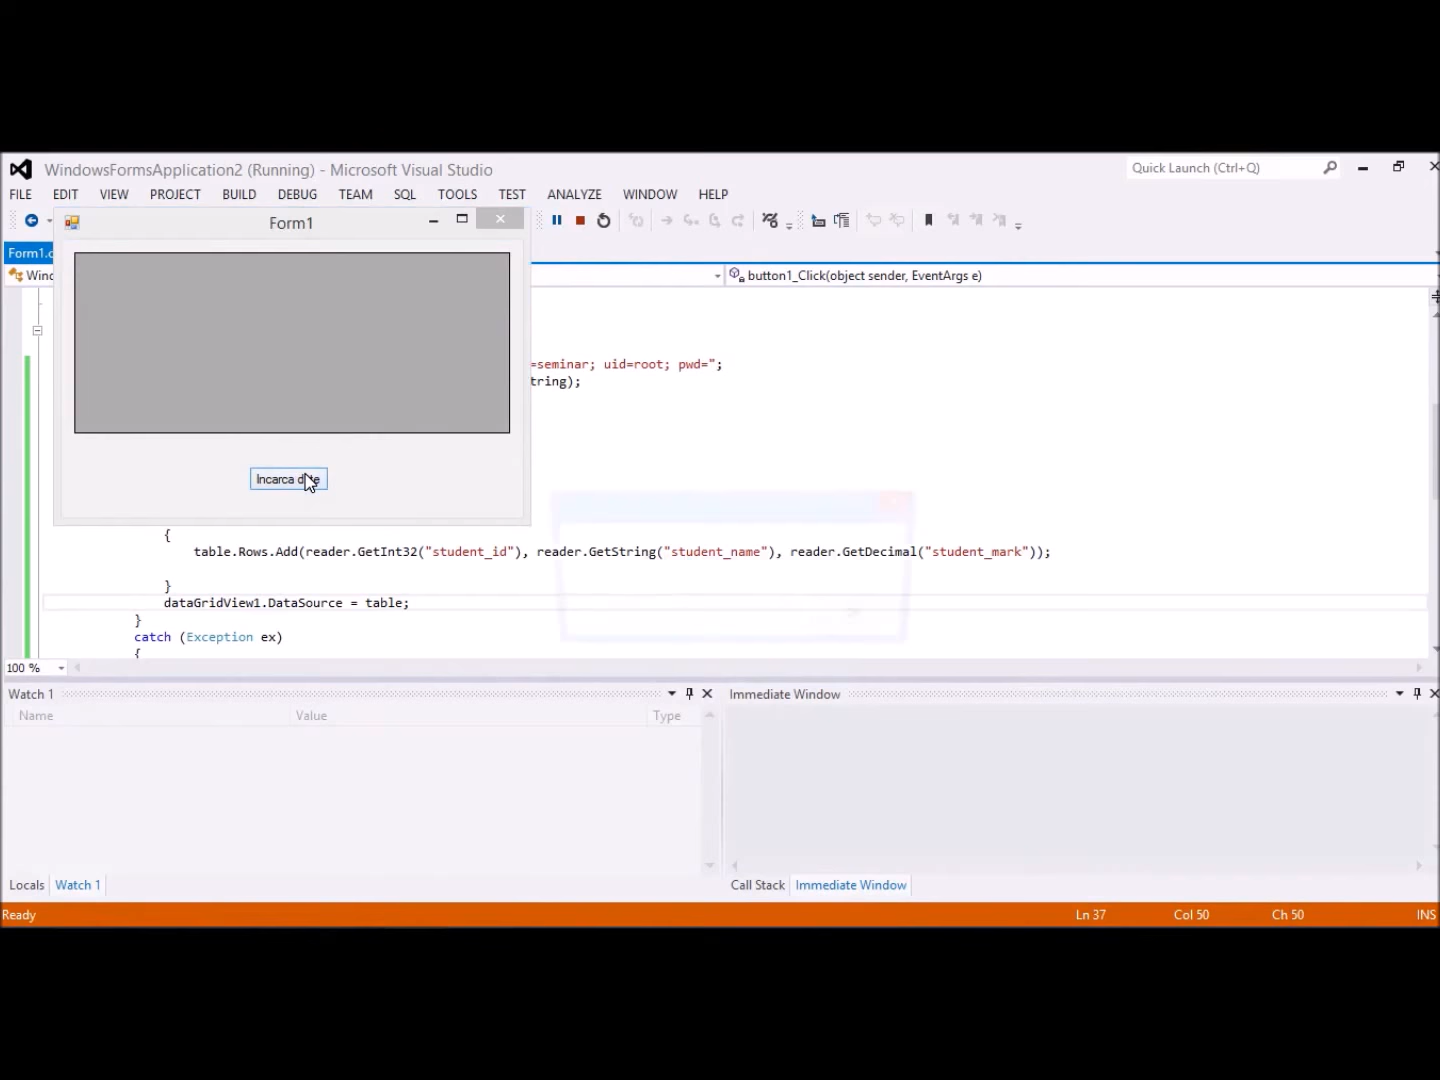 WindowsFormsApplication2 (Running) - Microsoft Visual Studio
Quick Launch (Ctrl+Q)
FILE EDIT VIEW PROJECT BUILD DEBUG TEAM SQL TOOLS TEST ANALYZE WINDOW HELP
Form1
Form1.
Wind
button1_Click(object sender, EventArgs e)
=seminar; uid=root; pwd=";
tring);
Incarca
{
table.Rows.Add(reader.GetInt32("student_id"), reader.GetString("student_name"), reader.GetDecimal("student_mark"));
}
dataGridView1.DataSource = table;
}
catch (Exception ex)
{
100 %
Watch 1
Immediate Window
Name Value Type
Locals Watch 1
Call Stack Immediate Window
Ready
Ln 37 Col 50 Ch 50 INS